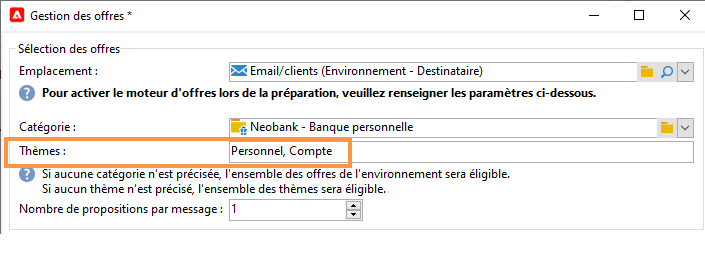 Gestion des offres *
Sélection des offres
Emplacement : Email/clients (Environnement - Destinataire)
Pour activer le moteur d'offres lors de la préparation, veuillez renseigner les paramètres ci-dessous.
Catégorie : Neobank - Banque personnelle
Thèmes : Personnel, Compte
Si aucune catégorie n'est précisée, l'ensemble des offres de l'environnement sera éligible.
Si aucun thème n'est précisé, l'ensemble des thèmes sera éligible.
Nombre de propositions par message : 1